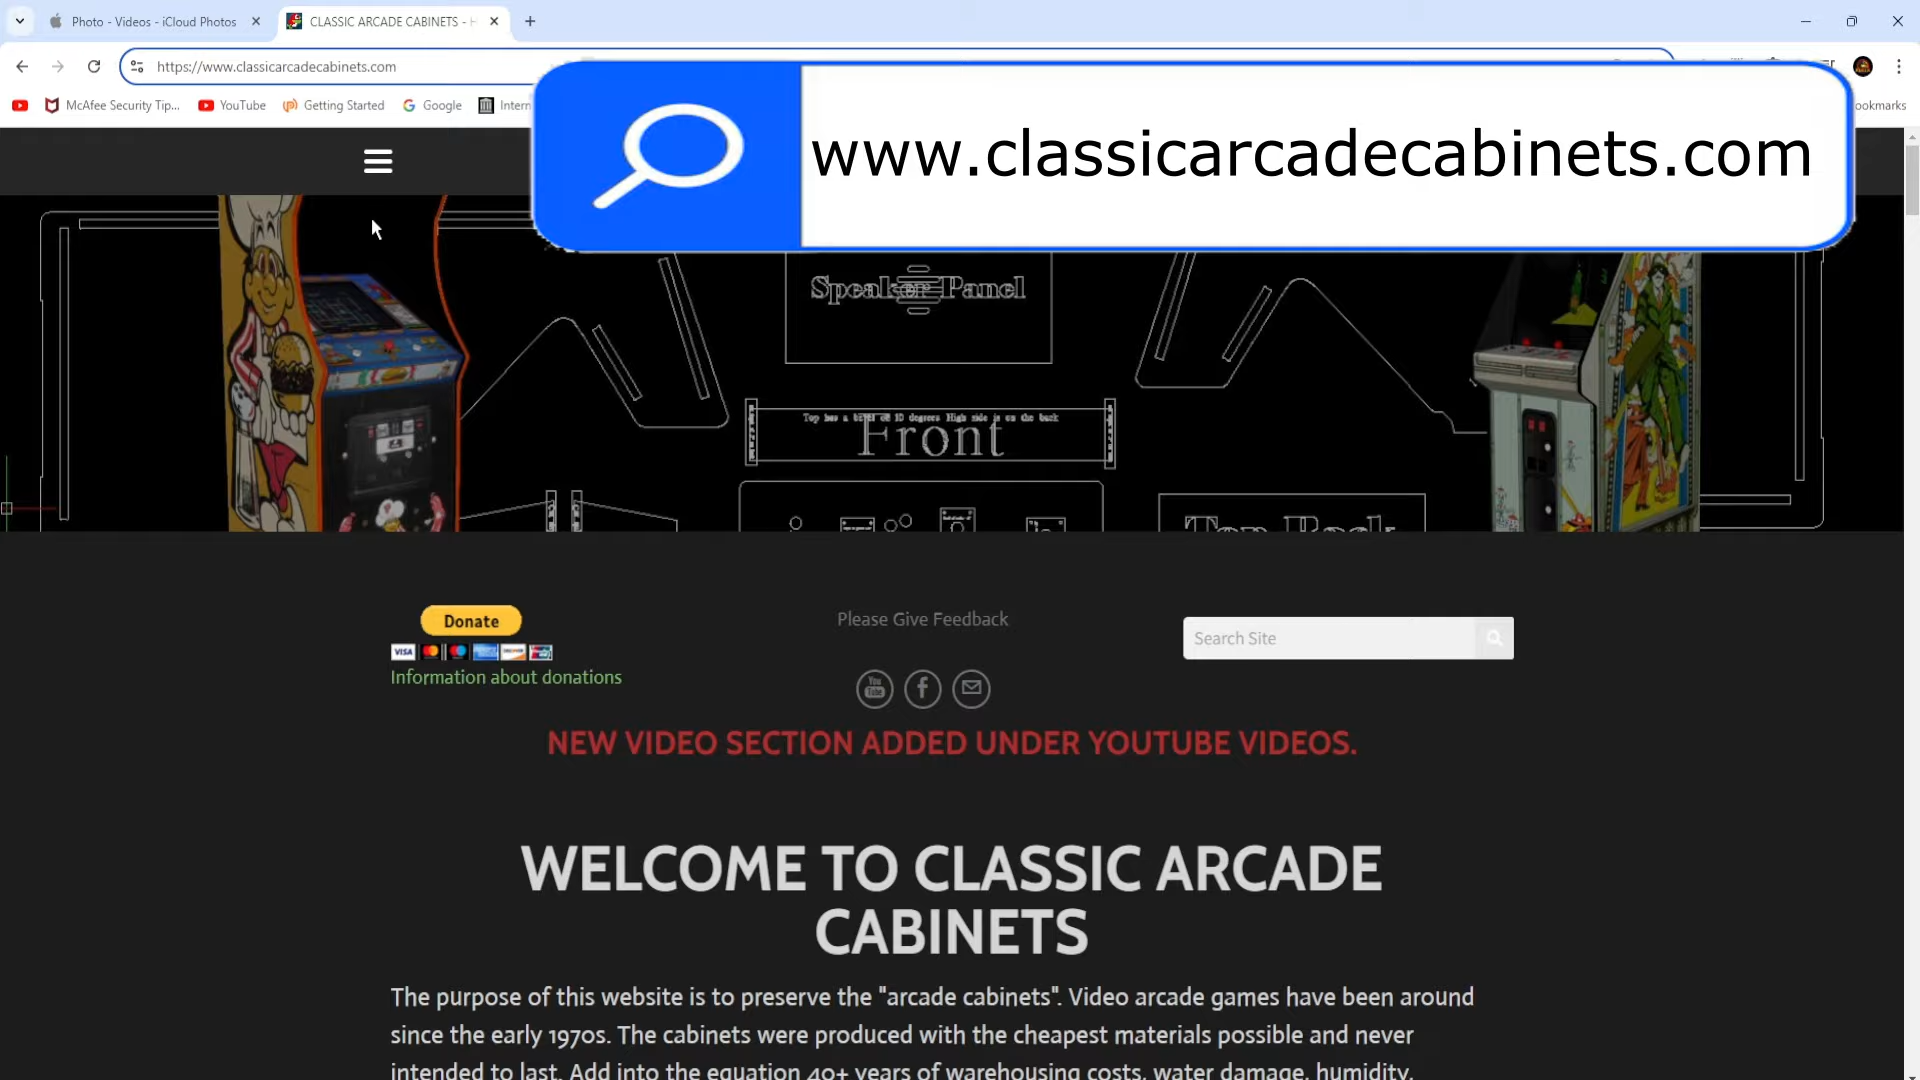 Photo - Videos - iCloud Photos
CLASSIC ARCADE CABINETS -
https://www.classicarcadecabinets.com
McAfee Security Tip...
YouTube
Getting Started
Google
Intern
ookmarks
www.classicarcadecabinets.com
Speaker Panel
Top has a bevel of 10 degrees High side is on the back
Front
Top Back
Donate
VISA
Information about donations
Please Give Feedback
You
Tube
Search Site
NEW VIDEO SECTION ADDED UNDER YOUTUBE VIDEOS.
WELCOME TO CLASSIC ARCADE
CABINETS
The purpose of this website is to preserve the "arcade cabinets". Video arcade games have been around
since the early 1970s. The cabinets were produced with the cheapest materials possible and never
intended to last. Add into the equation 40+ years of warehousing costs, water damage, humidity,